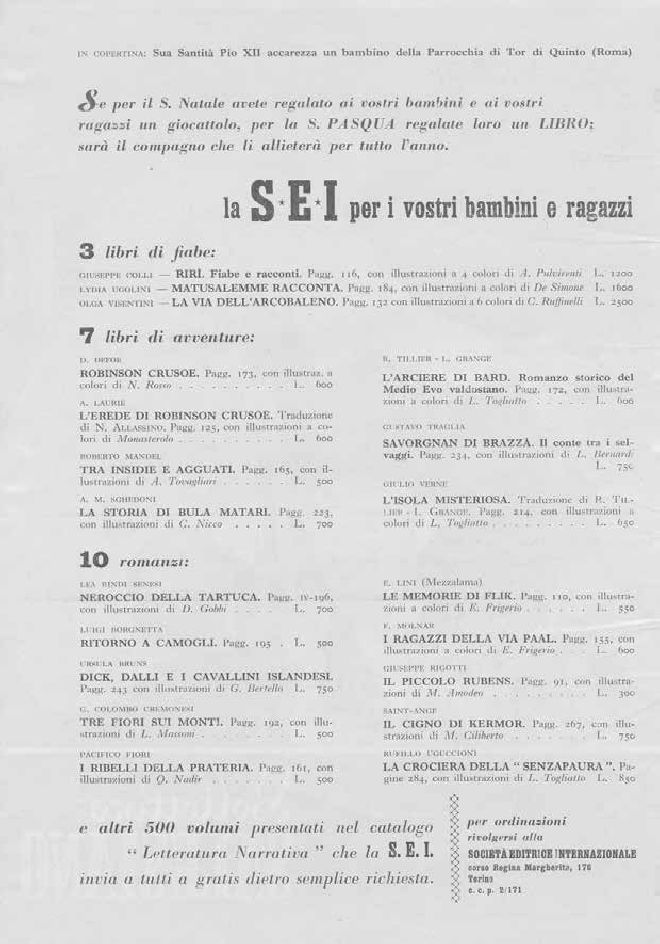 IN COPERTINA: Sua Santità Pio XII accarezza un bambino della Parrocchia di Tor di Quinto (Roma)
Se per il S. Natale avete regalato ai vostri bambini e ai vostri
ragazzi un giocattolo, per la S. PASQUA regalate loro un LIBRO;
sarà il compagno che li allieterà per tutto l'anno.
la S*E*I per i vostri bambini e ragazzi
3 libri di fiabe:
GIUSEPPE COLLI — RIRÌ. Fiabe e racconti. Pagg. 116, con illustrazioni a 4 colori di A. Pulvirenti L. 1200
LYDIA UGOLINI — MATUSALEMME RACCONTA. Pagg. 184, con illustrazioni a colori di De Simone L. 1600
OLGA VISENTINI — LA VIA DELL'ARCOBALENO. Pagg. 132 con illustrazioni a 6 colori di G. Ruffinelli L. 2500
7 libri di avventure:
D. DEFOE
ROBINSON CRUSOE. Pagg. 173, con illustraz. a
colori di N. Rosso . . . . . . . . . . L. 600
A. LAURIE
L'EREDE DI ROBINSON CRUSOE. Traduzione
di N. ALLASSINO. Pagg. 125, con illustrazioni a co-
lori di Monasterolo . . . . . . . . . . L. 600
ROBERTO MANDEL
TRA INSIDIE E AGGUATI. Pagg. 165, con il-
lustrazioni di A. Tovagliari . . . . . . . L. 500
A. M. SGHEDONI
LA STORIA DI BULA MATARI. Pagg. 223,
con illustrazioni di G. Nicco . . . . . L. 700
R. TILLIER - L. GRANGE
L'ARCIERE DI BARD. Romanzo storico del
Medio Evo valdostano. Pagg. 172, con illustra-
zioni a colori di L. Togliatto . . . . . L. 600
GUSTAVO TRAGLIA
SAVORGNAN DI BRAZZÀ. Il conte tra i sel-
vaggi. Pagg. 234, con illustrazioni di L. Bernardi
L. 750
GIULIO VERNE
L'ISOLA MISTERIOSA. Traduzione di R. TIL-
LIER - L. GRANGE. Pagg. 214, con illustrazioni a
colori di L. Togliatto . . . . . . . . . L. 650
10 romanzi:
LEA BINDI SENESI
NEROCCIO DELLA TARTUCA. Pagg. IV-196,
con illustrazioni di D. Gobbi . . . . L. 700
LUIGI BORGNETTA
RITORNO A CAMOGLI. Pagg. 195 . L. 500
URSULA BRUNS
DICK, DALLI E I CAVALLINI ISLANDESI.
Pagg. 243 con illustrazioni di G. Bertello L. 750
G. COLOMBO CREMONESI
TRE FIORI SUI MONTI. Pagg. 192, con illu-
strazioni di L. Massoni . . . . . . . L. 500
PACIFICO FIORI
I RIBELLI DELLA PRATERIA. Pagg. 161, con
illustrazioni di Q. Nadir . . . . . . . L. 500
E. LINI (Mezzalama)
LE MEMORIE DI FLIK. Pagg. 110, con illustra-
zioni a colori di E. Frigerio . . . . . . L. 550
F. MOLNAR
I RAGAZZI DELLA VIA PAAL. Pagg. 155, con
illustrazioni a colori di E. Frigerio . . . L. 600
GIUSEPPE RIGOTTI
IL PICCOLO RUBENS. Pagg. 91, con illustra-
zioni di M. Amodeo . . . . . . . . . L. 300
SAINT-ANGE
IL CIGNO DI KERMOR. Pagg. 267, con illu-
strazioni di M. Ciliberto . . . . . . . L. 750
RUFILLO UGUCCIONI
LA CROCIERA DELLA “SENZAPAURA”. Pa-
gine 284, con illustrazioni di L. Togliatto L. 850
e altri 500 volumi presentati nel catalogo
“Letteratura Narrativa” che la S.E.I.
invia a tutti a gratis dietro semplice richiesta.
per ordinazioni
rivolgersi alla
SOCIETÀ EDITRICE INTERNAZIONALE
corso Regina Margherita, 176
Torino
c. c. p. 2/171